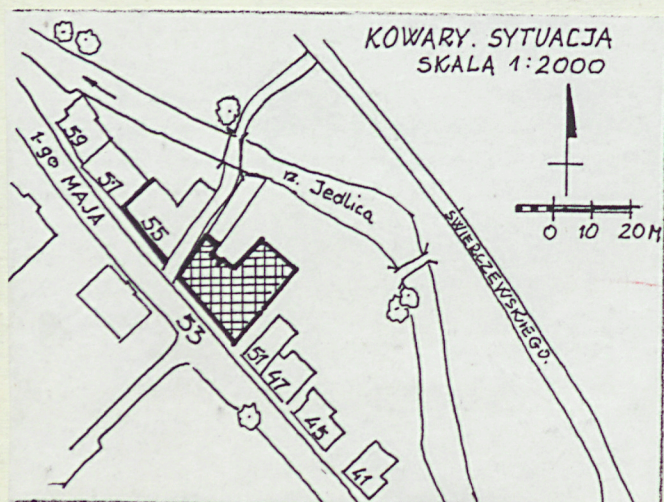 KOWARY. SYTUACJA
SKALA 1:2000
0 10 20M
rz. Jedlica
ŚWIERCZEWSKIEGO.
1-go MAJA
59
57
55
53
51
47
45
41